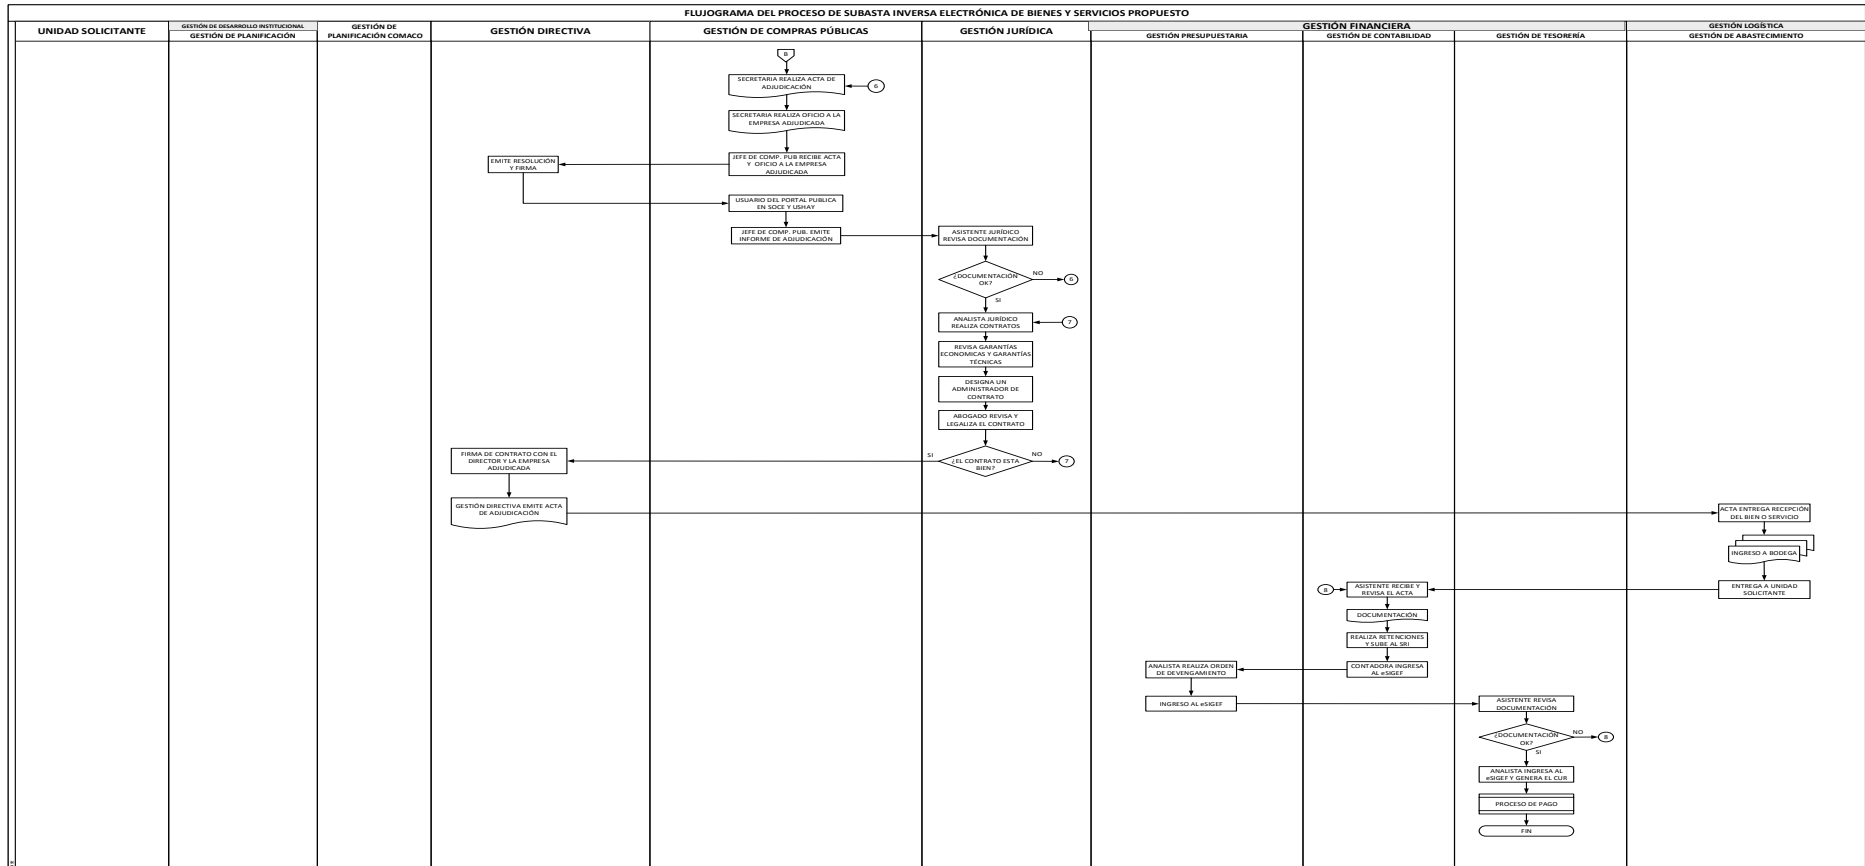 FLUJOGRAMA DEL PROCESO DE SUBASTA INVERSA ELECTRÓNICA DE BIENES Y SERVICIOS PROPUESTO
UNIDAD SOLICITANTE
GESTIÓN DE DESARROLLO INSTITUCIONAL
GESTIÓN DE PLANIFICACIÓN
GESTIÓN DE
PLANIFICACIÓN COMACO
GESTIÓN DIRECTIVA
GESTIÓN DE COMPRAS PÚBLICAS
GESTIÓN JURÍDICA
GESTIÓN FINANCIERA
GESTIÓN PRESUPUESTARIA
GESTIÓN DE CONTABILIDAD
GESTIÓN DE TESORERÍA
GESTIÓN LOGÍSTICA
GESTIÓN DE ABASTECIMIENTO
B
SECRETARIA REALIZA ACTA DE
ADJUDICACIÓN
6
SECRETARIA REALIZA OFICIO A LA
EMPRESA ADJUDICADA
JEFE DE COMP. PUB RECIBE ACTA
Y OFICIO A LA EMPRESA
ADJUDICADA
EMITE RESOLUCIÓN
Y FIRMA
USUARIO DEL PORTAL PUBLICA
EN SOCE Y USHAY
JEFE DE COMP. PUB. EMITE
INFORME DE ADJUDICACIÓN
ASISTENTE JURÍDICO
REVISA DOCUMENTACIÓN
¿DOCUMENTACIÓN
OK?
NO
6
SI
ANALISTA JURÍDICO
REALIZA CONTRATOS
7
REVISA GARANTÍAS
ECONOMICAS Y GARANTÍAS
TÉCNICAS
DESIGNA UN
ADMINISTRADOR DE
CONTRATO
ABOGADO REVISA Y
LEGALIZA EL CONTRATO
¿EL CONTRATO ESTA
BIEN?
NO
7
SI
FIRMA DE CONTRATO CON EL
DIRECTOR Y LA EMPRESA
ADJUDICADA
GESTIÓN DIRECTIVA EMITE ACTA
DE ADJUDICACIÓN
ACTA ENTREGA RECEPCIÓN
DEL BIEN O SERVICIO
INGRESO A BODEGA
ENTREGA A UNIDAD
SOLICITANTE
8
ASISTENTE RECIBE Y
REVISA EL ACTA
DOCUMENTACIÓN
REALIZA RETENCIONES
Y SUBE AL SRI
CONTADORA INGRESA
AL eSIGEF
ANALISTA REALIZA ORDEN
DE DEVENGAMIENTO
INGRESO AL eSIGEF
ASISTENTE REVISA
DOCUMENTACIÓN
¿DOCUMENTACIÓN
OK?
NO
8
SI
ANALISTA INGRESA AL
eSIGEF Y GENERA EL CUR
PROCESO DE PAGO
FIN